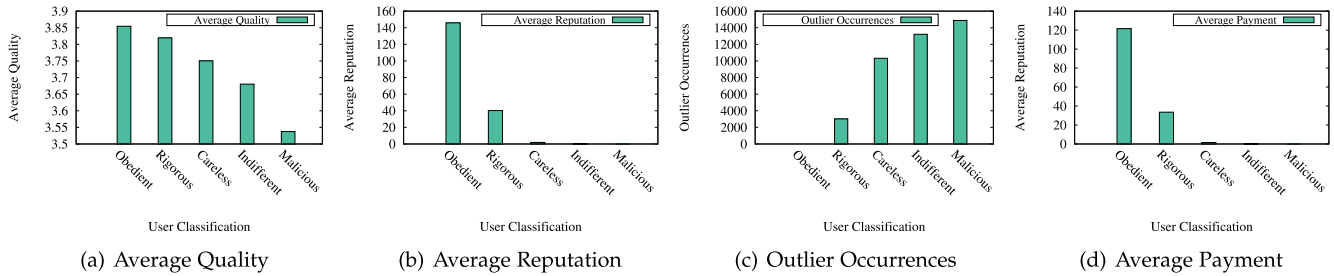 Average Quality
3.9
3.85
3.8
3.75
3.7
3.65
3.6
3.55
3.5
Average Quality
Obedient
Rigorous
Careless
Indifferent
Malicious
User Classification
(a) Average Quality
Average Reputation
160
140
120
100
80
60
40
20
0
Average Reputation
Obedient
Rigorous
Careless
Indifferent
Malicious
User Classification
(b) Average Reputation
Outlier Occurrences
16000
14000
12000
10000
8000
6000
4000
2000
0
Outlier Occurrences
Obedient
Rigorous
Careless
Indifferent
Malicious
User Classification
(c) Outlier Occurrences
Average Reputation
140
120
100
80
60
40
20
0
Average Payment
Obedient
Rigorous
Careless
Indifferent
Malicious
User Classification
(d) Average Payment